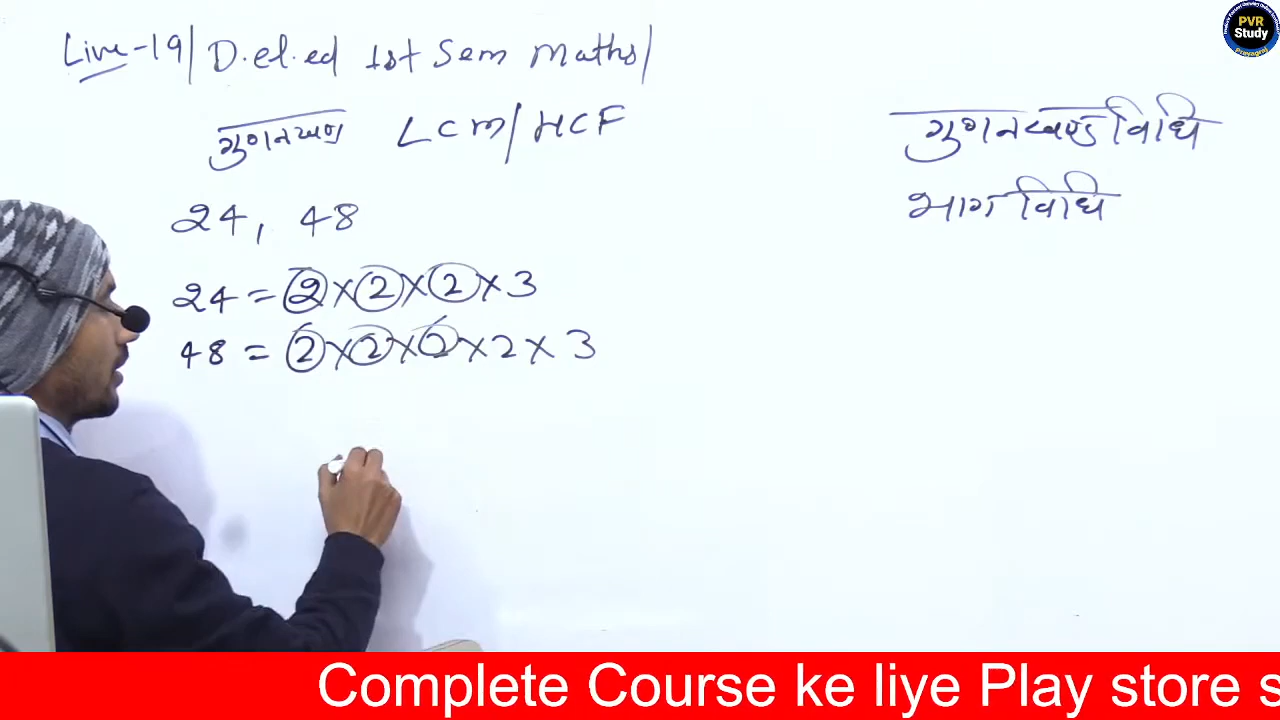 Live-19/ D.el.ed 1st Sem Maths/
गुणनखण्ड LCM/HCF
24, 48
24 = 2×2×2×3
48 = 2×2×2×2×3
गुणनखण्ड विधि
भाग विधि
PVR
Study
Prayagraj
Complete Course ke liye Play store s